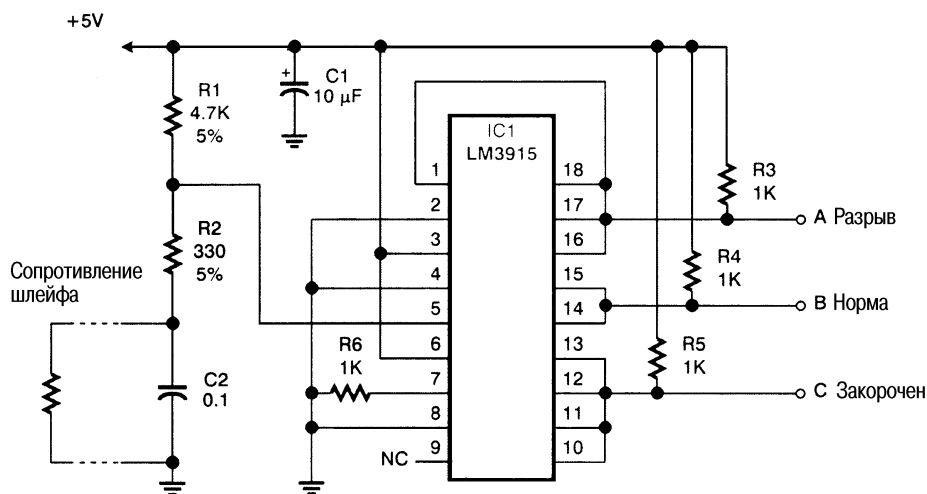 +5V
R1
4.7K
5%
C1
10 µF
+
IC1
LM3915
1
2
3
4
5
6
7
8
9
18
17
16
15
14
13
12
11
10
R2
330
5%
Сопротивление
шлейфа
C2
0.1
R6
1K
NC
R3
1K
A Разрыв
R4
1K
B Норма
R5
1K
C Закорочен